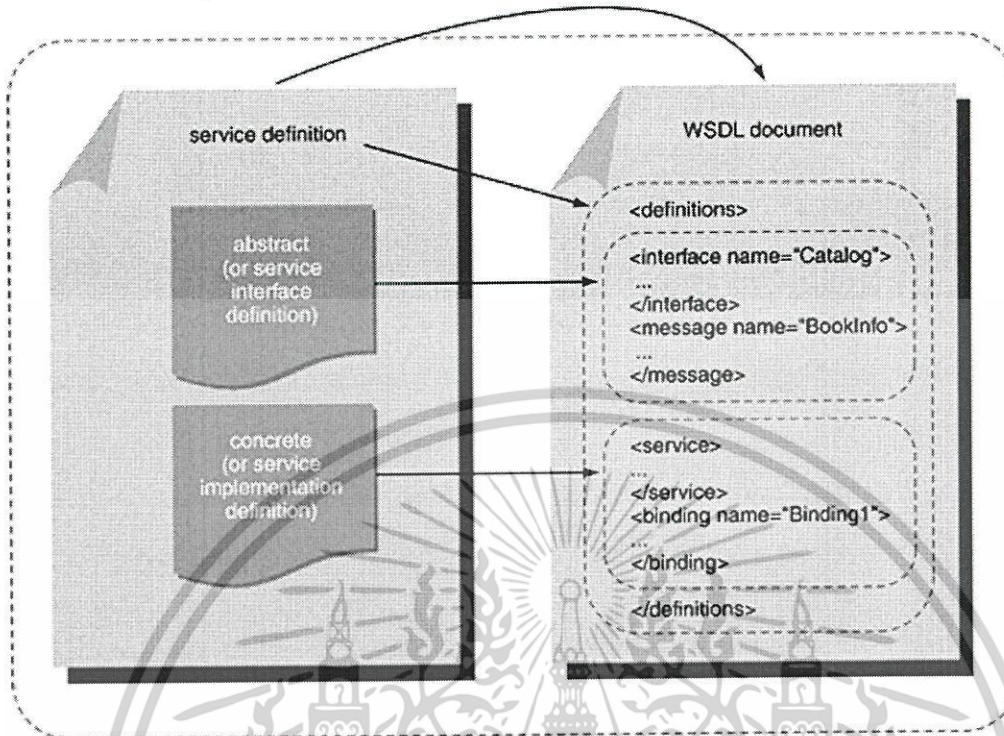 service definition
abstract
(or service
interface
definition)
concrete
(or service
implementation
definition)
WSDL document
<definitions>
<interface name="Catalog">
...
</interface>
<message name="BookInfo">
...
</message>
<service>
...
</service>
<binding name="Binding1">
...
</binding>
</definitions>